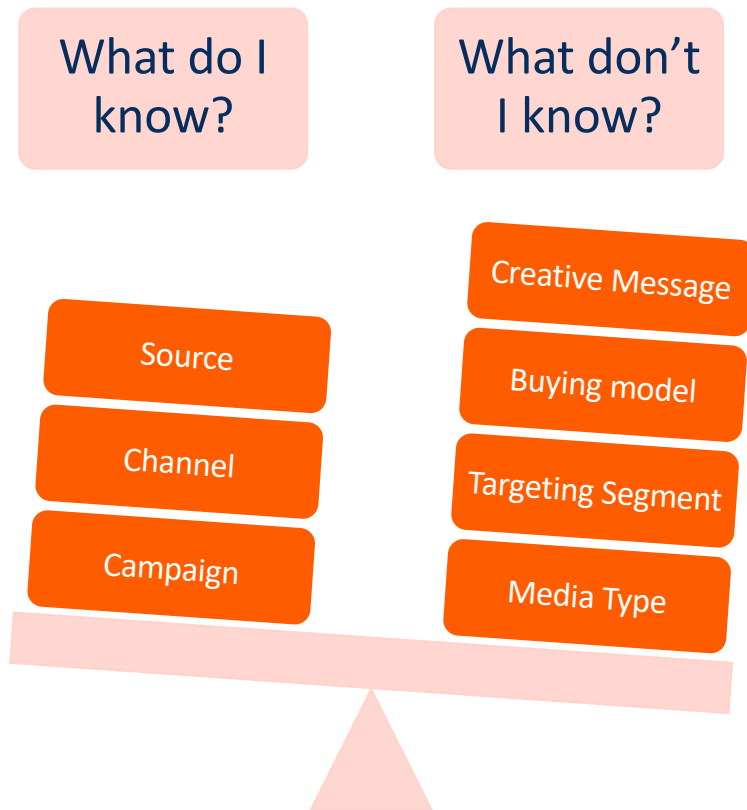 What do I
know?
What don’t
I know?
Source
Channel
Campaign
Creative Message
Buying model
Targeting Segment
Media Type